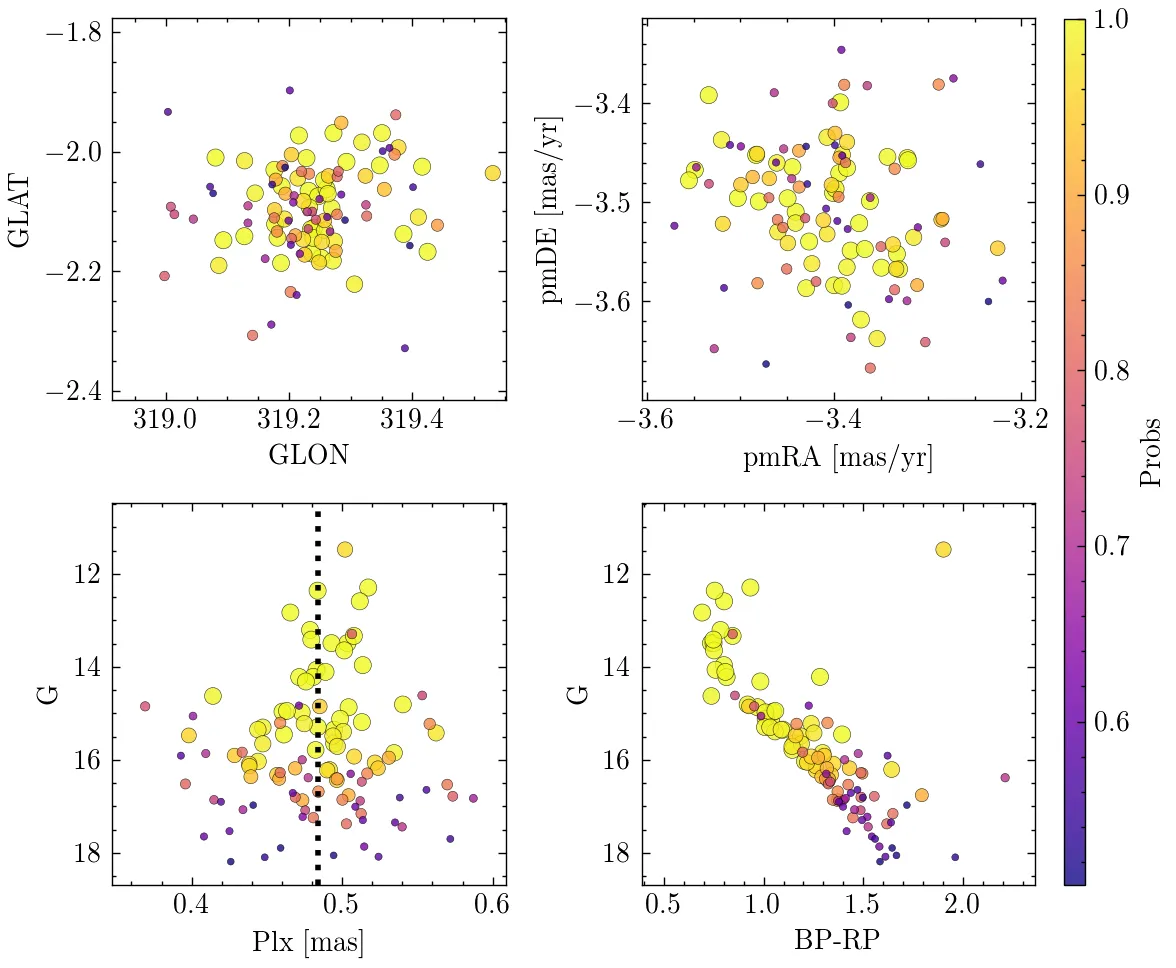 −1.8
−2.0
−2.2
−2.4
GLAT
319.0 319.2 319.4
GLON
−3.4
−3.5
−3.6
pmDE [mas/yr]
−3.6 −3.4 −3.2
pmRA [mas/yr]
1.0
0.9
0.8
0.7
0.6
Probs
12
14
16
18
G
0.4 0.5 0.6
Plx [mas]
12
14
16
18
G
0.5 1.0 1.5 2.0
BP-RP